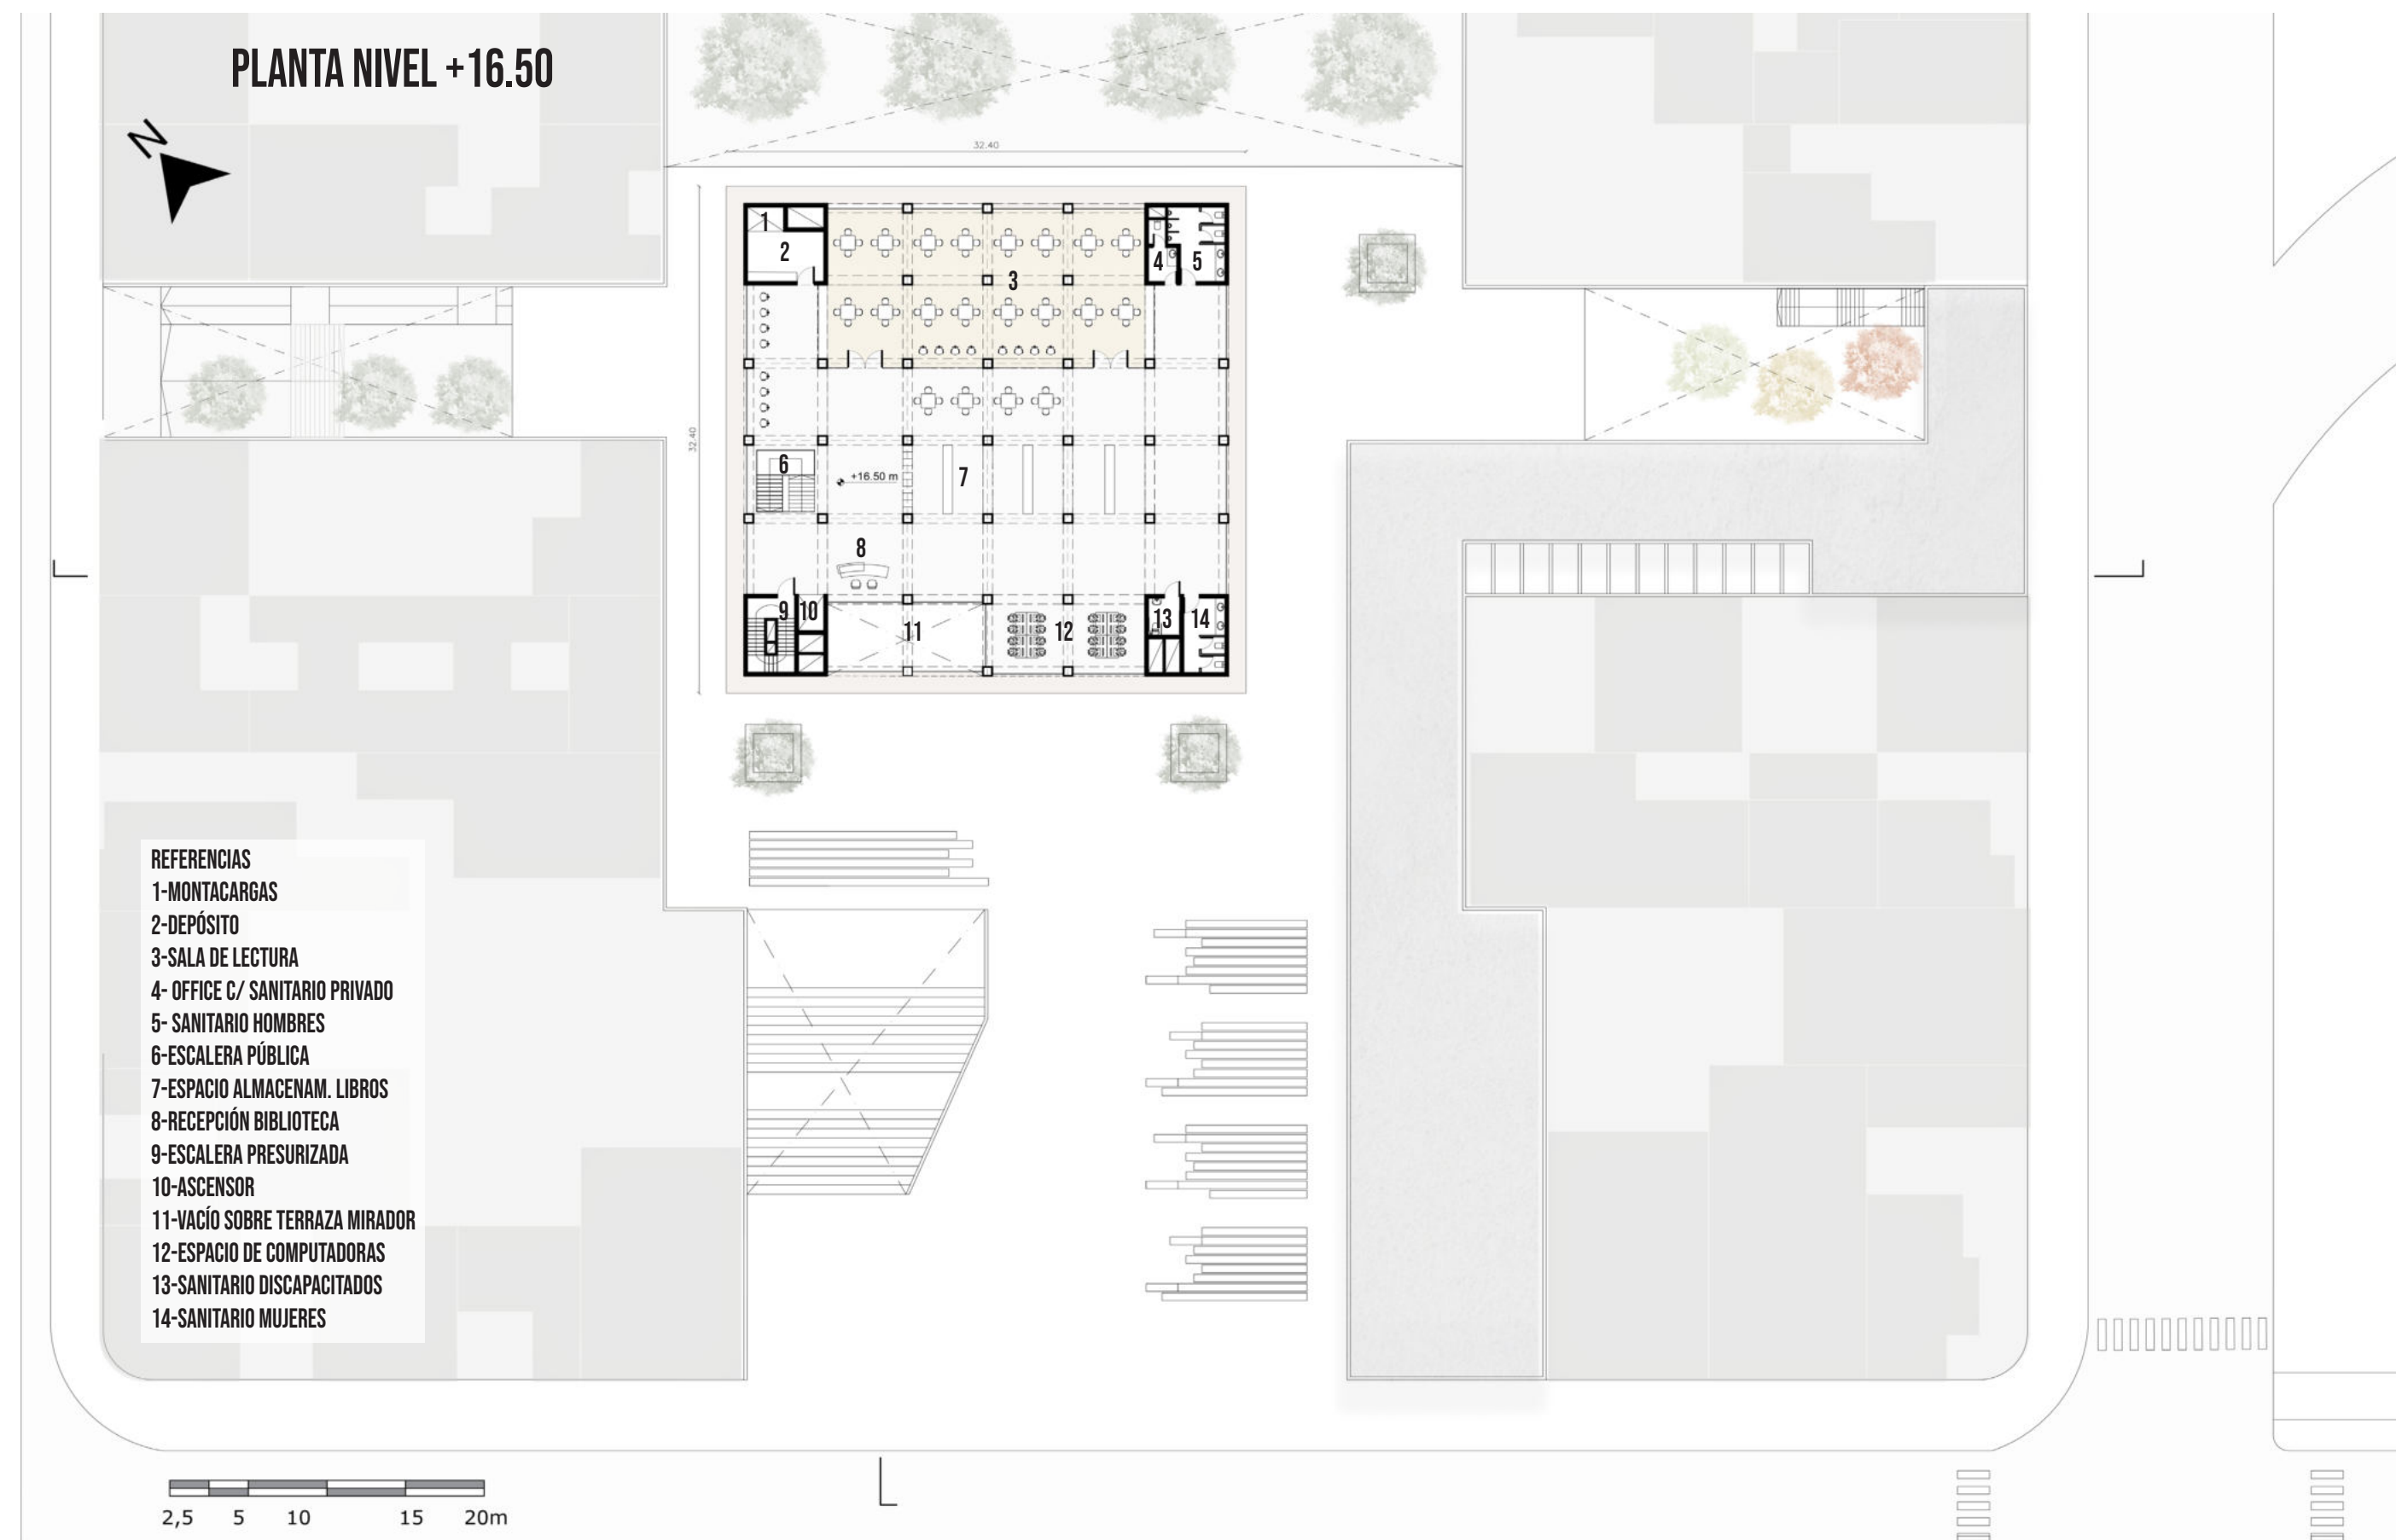 PLANTA NIVEL +16.50
N
32.40
32.40
1
2
3
4
5
6
+16.50 m
7
8
9
10
11
12
13
14
REFERENCIAS
1-MONTACARGAS
2-DEPÓSITO
3-SALA DE LECTURA
4- OFFICE C/ SANITARIO PRIVADO
5- SANITARIO HOMBRES
6-ESCALERA PÚBLICA
7-ESPACIO ALMACENAM. LIBROS
8-RECEPCIÓN BIBLIOTECA
9-ESCALERA PRESURIZADA
10-ASCENSOR
11-VACÍO SOBRE TERRAZA MIRADOR
12-ESPACIO DE COMPUTADORAS
13-SANITARIO DISCAPACITADOS
14-SANITARIO MUJERES
2,5 5 10 15 20m